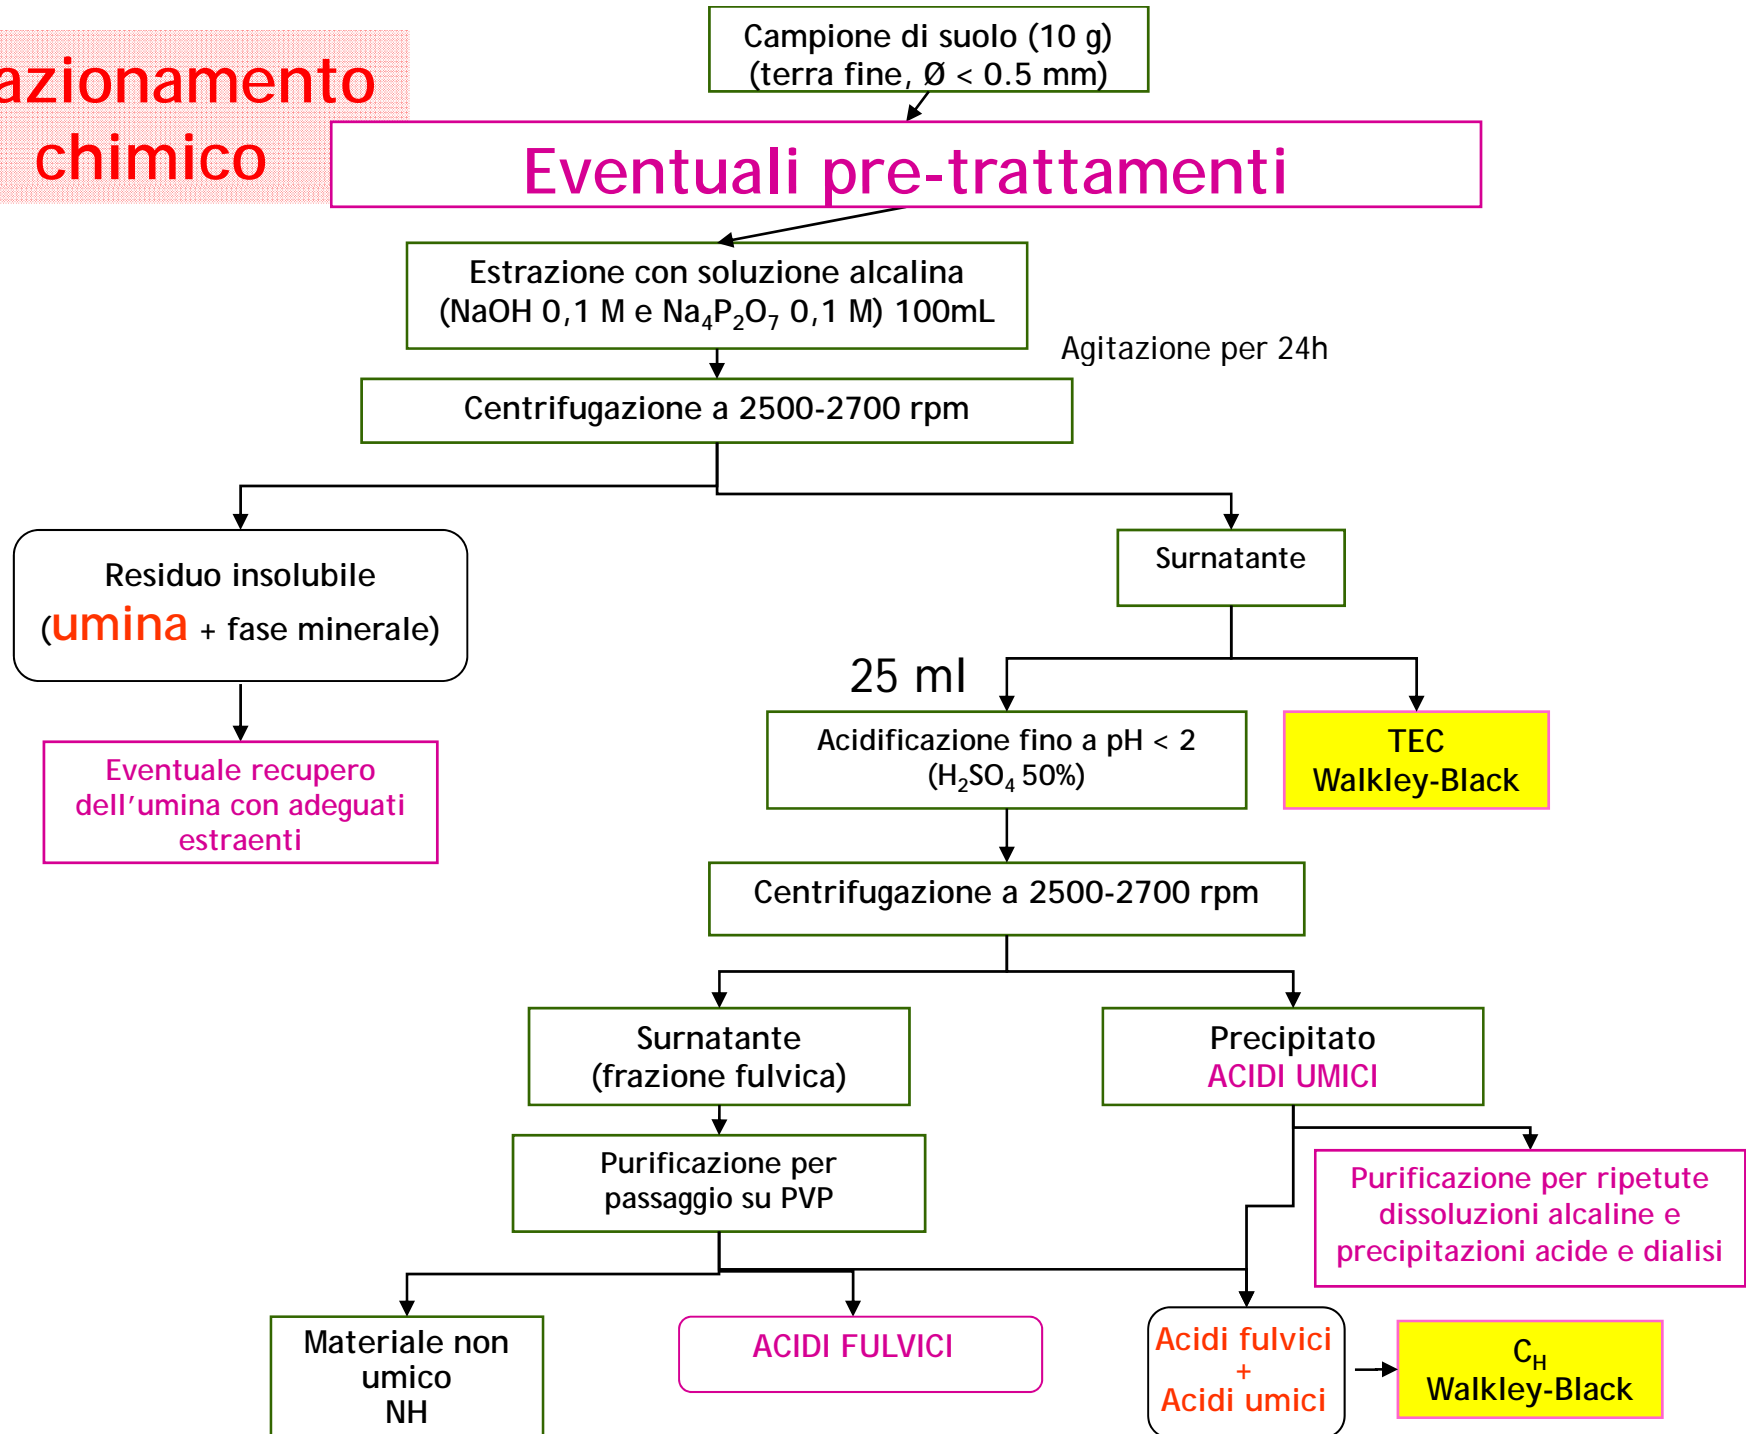 azionamento
chimico
Campione di suolo (10 g)
(terra fine, Ø < 0.5 mm)
Eventuali pre-trattamenti
Estrazione con soluzione alcalina
(NaOH 0,1 M e Na₄P₂O₇ 0,1 M) 100mL
Agitazione per 24h
Centrifugazione a 2500-2700 rpm
Residuo insolubile
(umina + fase minerale)
Surnatante
25 ml
Eventuale recupero
dell'umina con adeguati
estraenti
Acidificazione fino a pH < 2
(H₂SO₄ 50%)
TEC
Walkley-Black
Centrifugazione a 2500-2700 rpm
Surnatante
(frazione fulvica)
Precipitato
ACIDI UMICI
Purificazione per
passaggio su PVP
Purificazione per ripetute
dissoluzioni alcaline e
precipitazioni acide e dialisi
Materiale non
umico
NH
ACIDI FULVICI
Acidi fulvici
+
Acidi umici
C_H
Walkley-Black